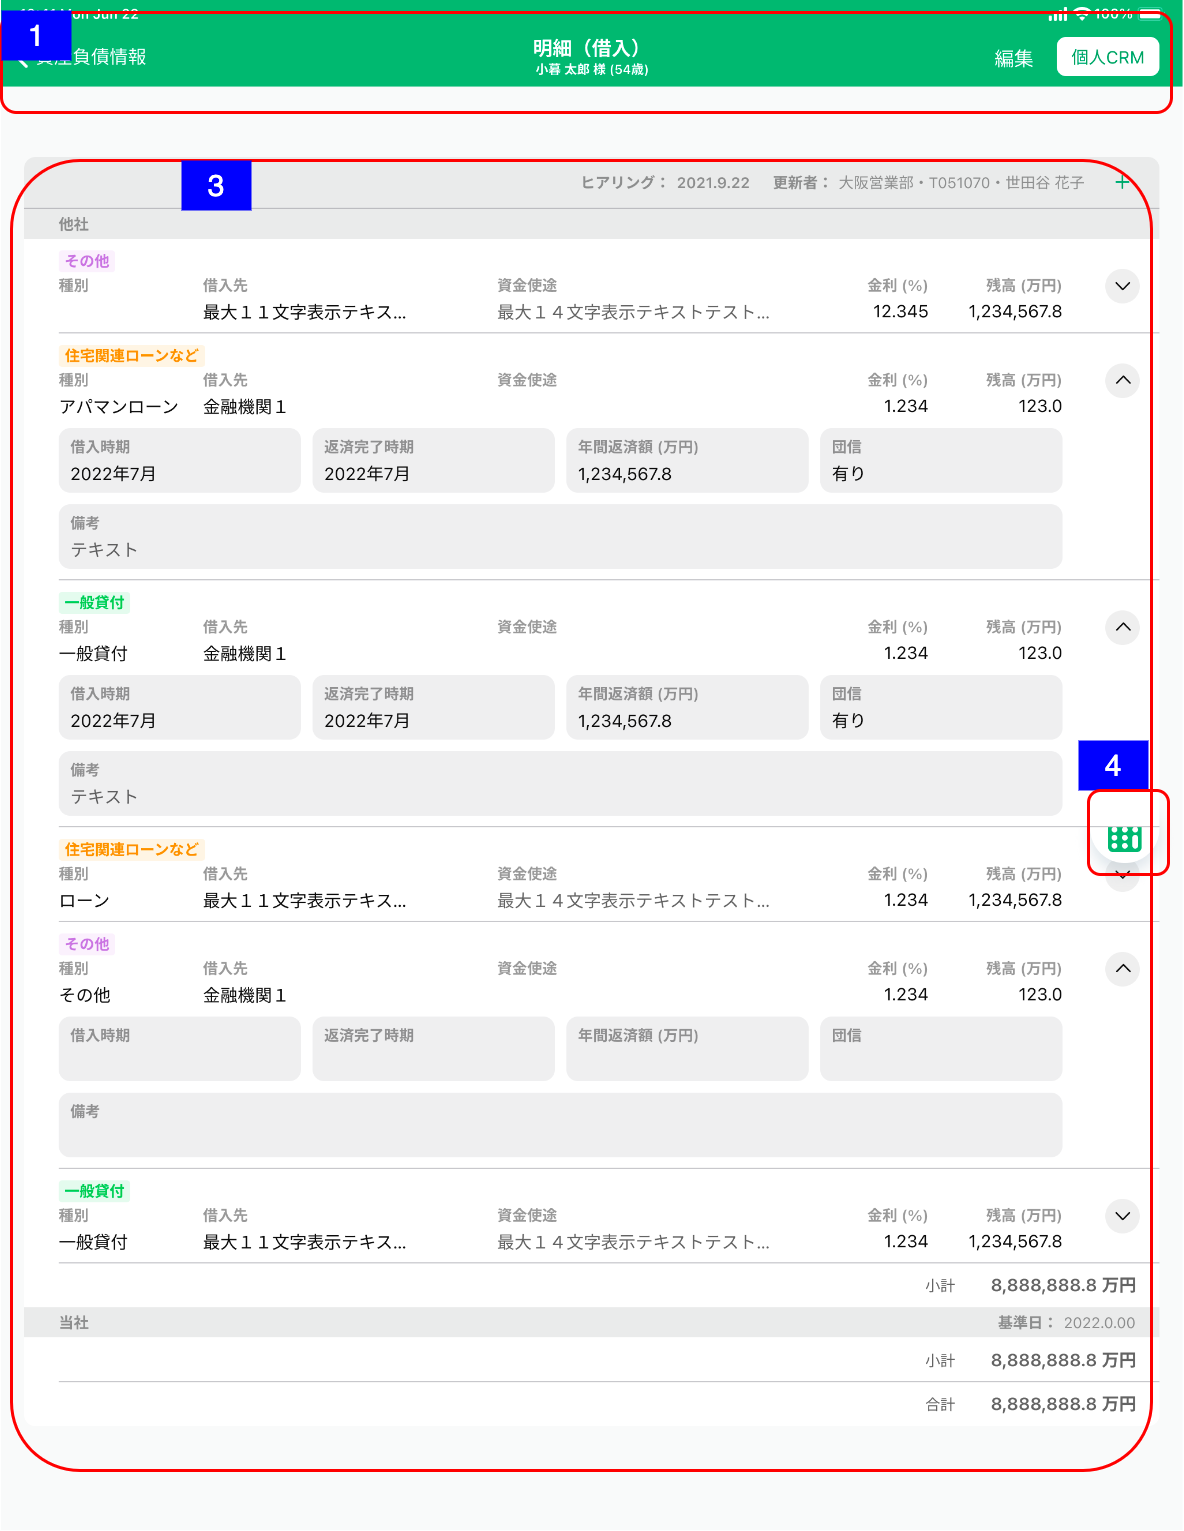 Mon Jun 22
100%
1
資産負債情報
明細（借入）
小暮 太郎 様 (54歳)
編集
個人CRM
3
ヒアリング： 2021.9.22 更新者： 大阪営業部・T051070・世田谷 花子 +
他社
その他
種別 借入先 資金使途 金利 (%) 残高 (万円)
最大１１文字表示テキス... 最大１４文字表示テキストテスト... 12.345 1,234,567.8
住宅関連ローンなど
種別 借入先 資金使途 金利 (%) 残高 (万円)
アパマンローン 金融機関１ 1.234 123.0
借入時期 返済完了時期 年間返済額 (万円) 団信
2022年7月 2022年7月 1,234,567.8 有り
備考
テキスト
一般貸付
種別 借入先 資金使途 金利 (%) 残高 (万円)
一般貸付 金融機関１ 1.234 123.0
借入時期 返済完了時期 年間返済額 (万円) 団信
2022年7月 2022年7月 1,234,567.8 有り
備考
テキスト
4
住宅関連ローンなど
種別 借入先 資金使途 金利 (%) 残高 (万円)
ローン 最大１１文字表示テキス... 最大１４文字表示テキストテスト... 1.234 1,234,567.8
その他
種別 借入先 資金使途 金利 (%) 残高 (万円)
その他 金融機関１ 1.234 123.0
借入時期 返済完了時期 年間返済額 (万円) 団信
備考
一般貸付
種別 借入先 資金使途 金利 (%) 残高 (万円)
一般貸付 最大１１文字表示テキス... 最大１４文字表示テキストテスト... 1.234 1,234,567.8
小計 8,888,888.8 万円
当社 基準日： 2022.0.00
小計 8,888,888.8 万円
合計 8,888,888.8 万円